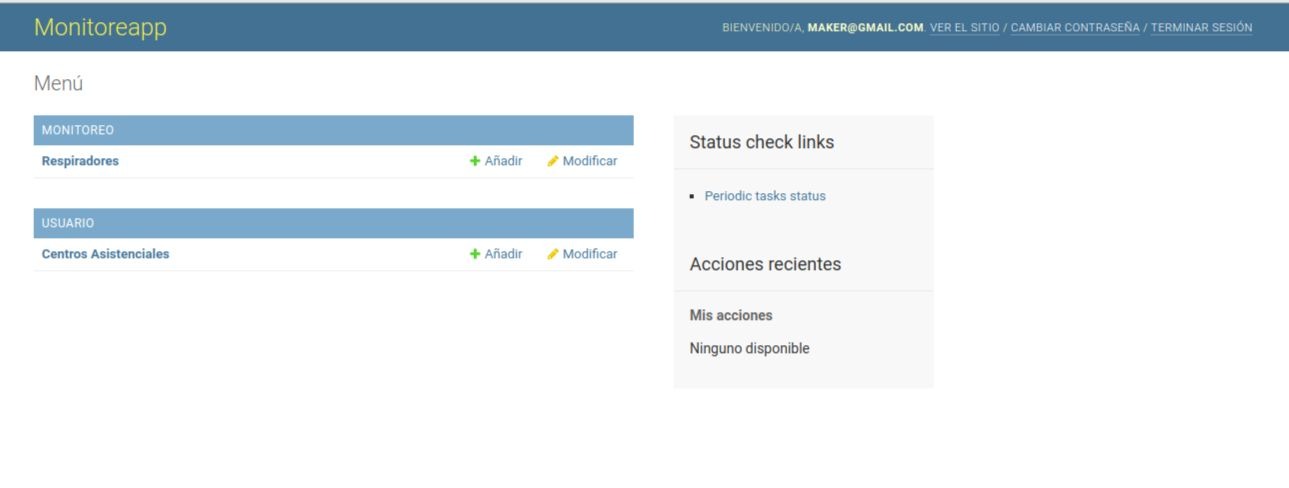 Monitoreapp
BIENVENIDO/A, MAKER@GMAIL.COM. VER EL SITIO / CAMBIAR CONTRASEÑA / TERMINAR SESIÓN
Menú
MONITOREO
Respiradores Añadir Modificar
USUARIO
Centros Asistenciales Añadir Modificar
Status check links
Periodic tasks status
Acciones recientes
Mis acciones
Ninguno disponible